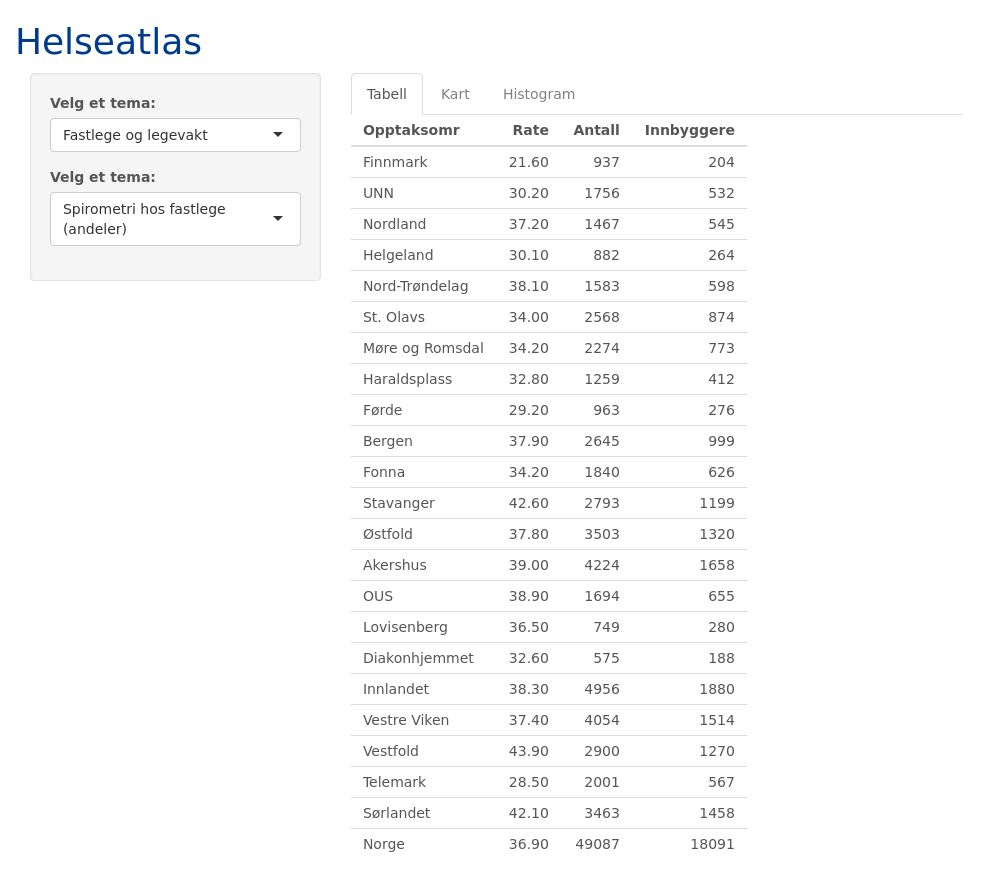 Helseatlas
Velg et tema:
Fastlege og legevakt
Velg et tema:
Spirometri hos fastlege
(andeler)
Tabell Kart Histogram
Opptaksomr Rate Antall Innbyggere
Finnmark 21.60 937 204
UNN 30.20 1756 532
Nordland 37.20 1467 545
Helgeland 30.10 882 264
Nord-Trøndelag 38.10 1583 598
St. Olavs 34.00 2568 874
Møre og Romsdal 34.20 2274 773
Haraldsplass 32.80 1259 412
Førde 29.20 963 276
Bergen 37.90 2645 999
Fonna 34.20 1840 626
Stavanger 42.60 2793 1199
Østfold 37.80 3503 1320
Akershus 39.00 4224 1658
OUS 38.90 1694 655
Lovisenberg 36.50 749 280
Diakonhjemmet 32.60 575 188
Innlandet 38.30 4956 1880
Vestre Viken 37.40 4054 1514
Vestfold 43.90 2900 1270
Telemark 28.50 2001 567
Sørlandet 42.10 3463 1458
Norge 36.90 49087 18091